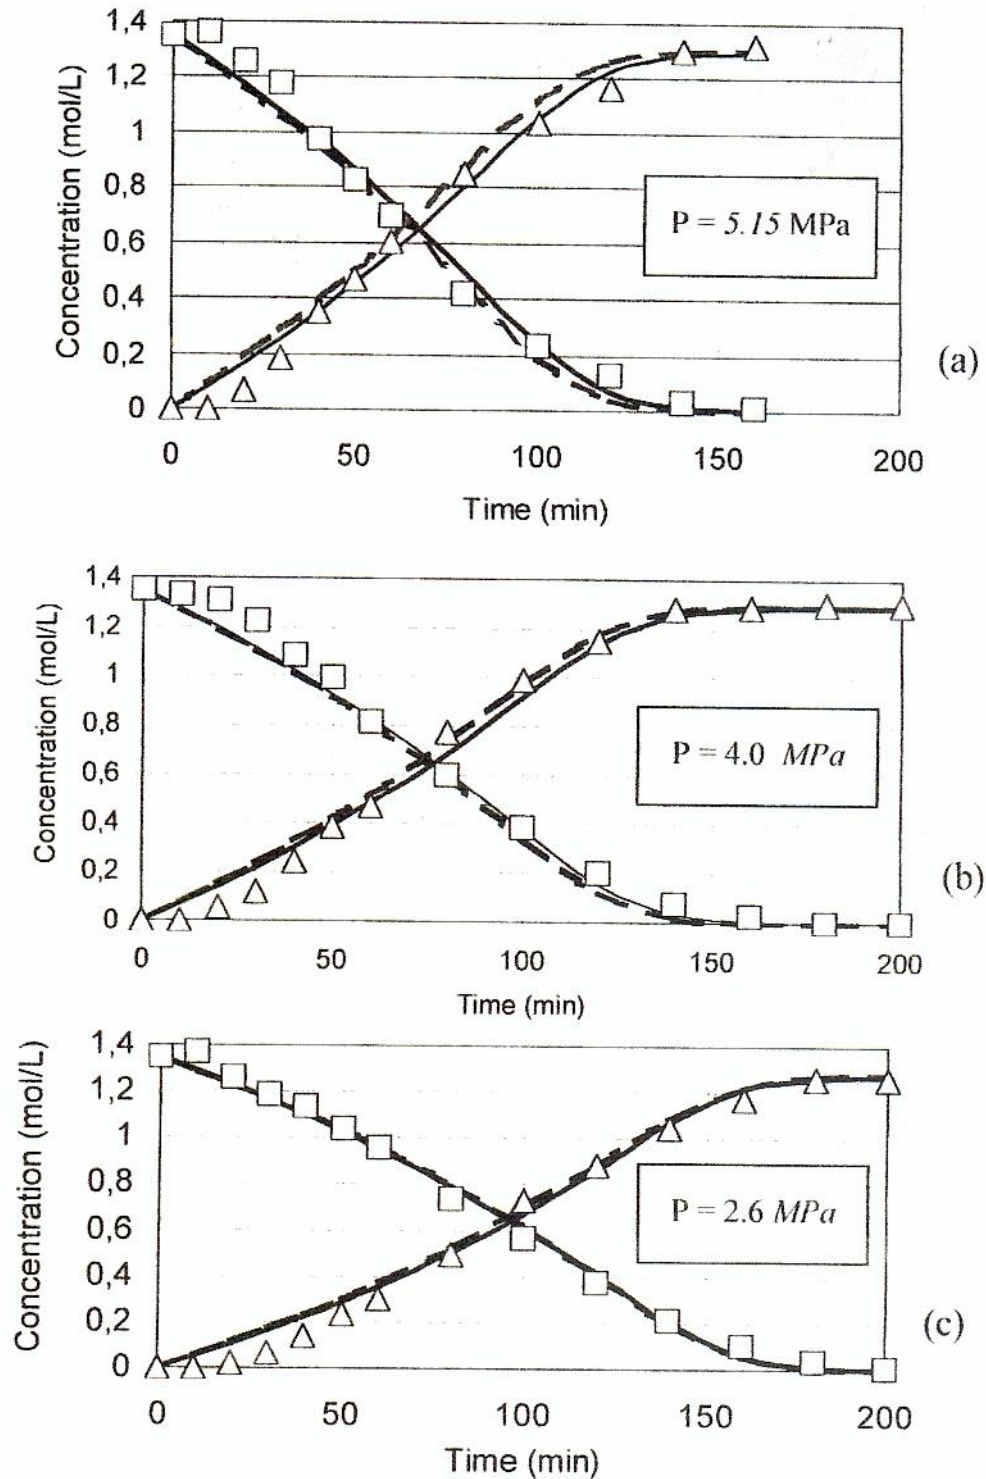 1,4
1,2
1
0,8
0,6
0,4
0,2
0
Concentration (mol/L)
P = 5.15 MPa
(a)
0 50 100 150 200
Time (min)
1,4
1,2
1
0,8
0,6
0,4
0,2
0
Concentration (mol/L)
P = 4.0 MPa
(b)
0 50 100 150 200
Time (min)
1,4
1,2
1
0,8
0,6
0,4
0,2
0
Concentration (mol/L)
P = 2.6 MPa
(c)
0 50 100 150 200
Time (min)